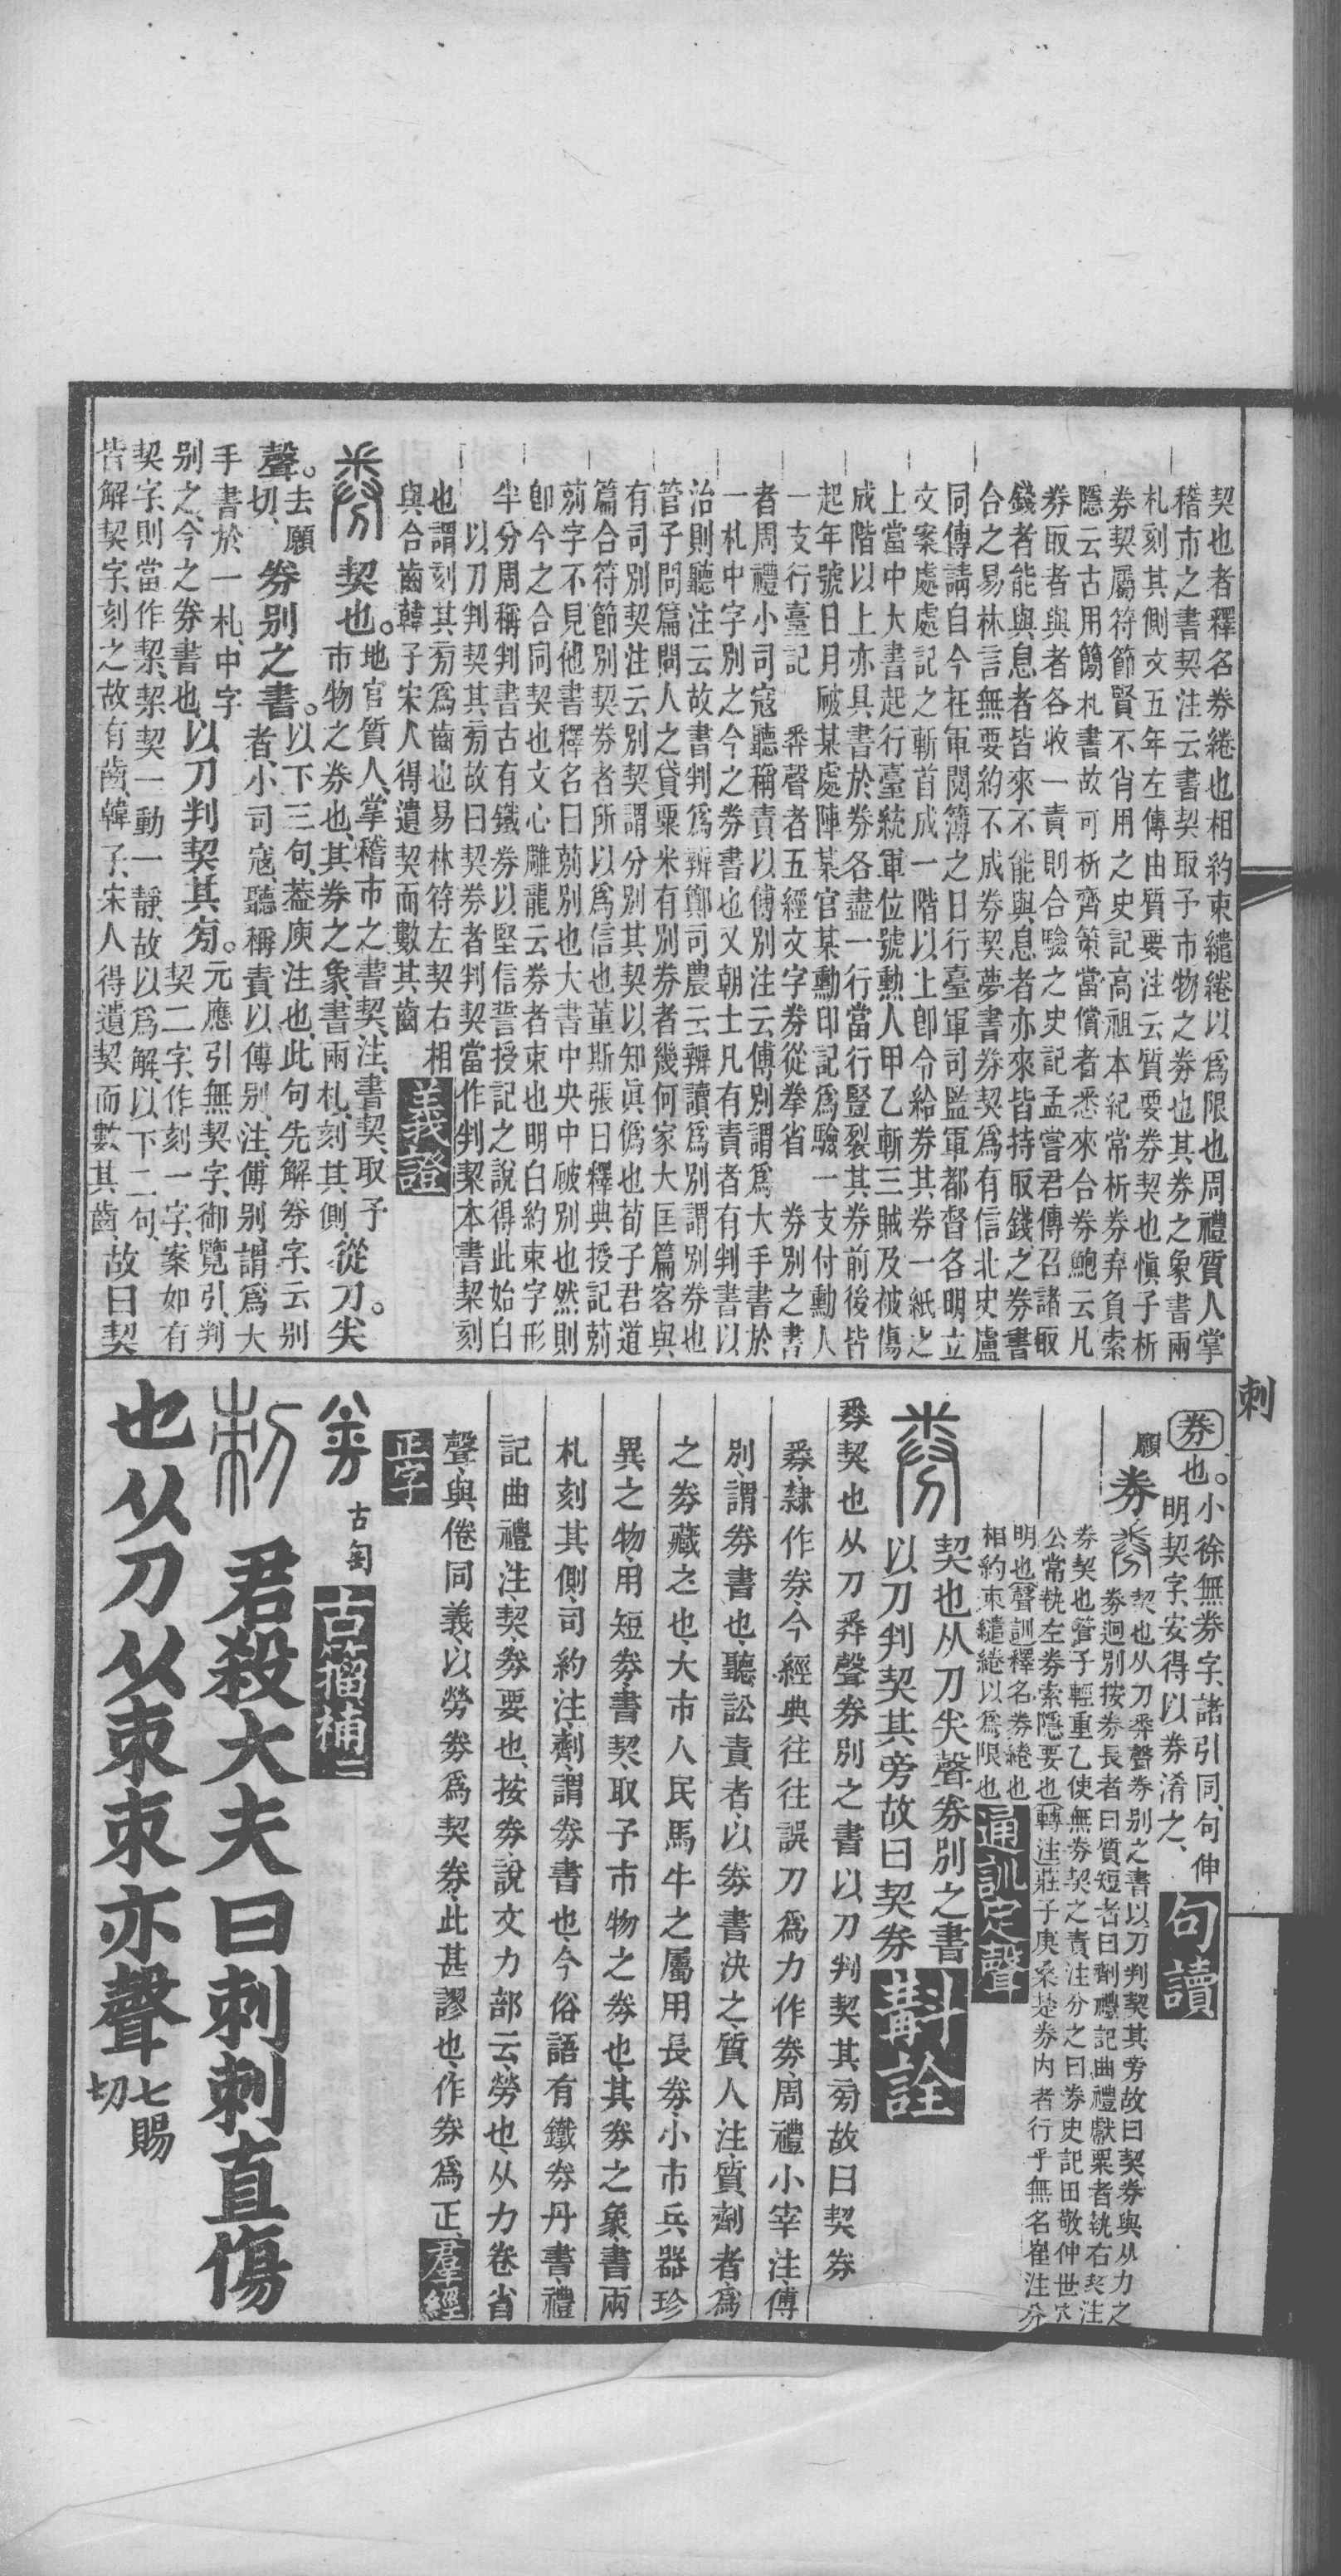 契也者釋名券綣也相約束繾綣以爲限也周禮質人掌
稽市之書契注云書契取予市物之券也其券之象書兩
札刻其側文五年左傳由質要注云質要券契也愼子析
券契屬符節賢不肖用之史記高祖本紀常析券弃負索
隱云古用簡札書故可析齊策當償者悉來合券鮑云凡
券取者與者各收一責則合驗之史記孟嘗君傳召諸取
錢者能與息者皆來不能與息者亦來皆持取錢之券書
合之易林言無要約不成券契夢書券契爲有信北史盧
同傳請自今在軍閱簿之日行臺軍司監軍都督各明立
文案處處記之斬首成一階以上卽令給券其券一紙之
上當中大書起行臺統軍位號勲人甲乙斬三賊及被傷
成階以上亦具書於券各盡一行當行豎裂其券前後皆
起年號日月破某處陣某官某勳印記爲驗一支付勳人
一支行臺記　𢍏聲者五經文字券從拳省　券別之書
者周禮小司寇聽稱責以傅別注云傅別謂爲大手書於
一札中字別之今之券書也又朝士凡有責者有判書以
治則聽注云故書判爲辨鄭司農云辨讀爲別謂別券也
管子問篇問人之貸粟米有別券者幾何家大匡篇客與
有司別契注云別契謂分別其契以知眞僞也荀子君道
篇合符節別契券者所以爲信也董斯張曰釋典授記莂
莂字不見他書釋名曰莂別也大書中央中破別也然則
卽今之合同契也文心雕龍云券者束也明白約束字形
半分周稱判書古有鐵券以堅信誓授記之說得此始白
　以刀判契其㫄故曰契券者判契當作判栔本書栔刻
也謂刻其㫄爲齒也易林符左契右相
與合齒韓子宋人得遺契而數其齒 義證
契也。地官質人掌稽市之書契注書契取予
市物之券也其券之象書兩札刻其側從刀𢍏
聲。去願
切 券別之書。以下三句葢庾注也此句先解券字云別
者小司寇聽稱責以傅別注傅別謂爲大
手書於一札中字
別之今之券書也以刀判契其㫄。元應引無契字御覽引判
契二字作刻一字案如有
契字則當作栔栔契一動一靜故以爲解以下二句
皆解契字刻之故有齒韓子宋人得遺契而數其齒故曰契
刺
券
也。小徐無券字諸引同句伸
明契字安得以券淆之 句讀
願券 契也从刀𢍏聲券别之書以刀判契其旁故曰契券與从力之
券迥別按券長者曰質短者曰劑禮記曲禮獻粟者執右契注
券契也管子輕重乙使無券契之責注分之曰券史記田敬仲世家
公常執左券索隱要也轉注莊子庚桑楚券内者行乎無名崔注分
明也聲訓釋名券綣也
相約束繾綣以爲限也 通訓定聲
契也从刀𢍏聲券別之書
以刀判契其旁故曰契券 斠詮
券契也从刀𢍏聲券別之書以刀判契其㫄故曰契券
券隸作券今經典往往誤刀爲力作劵周禮小宰注傅
別謂劵書也聽訟責者以劵書決之質人注質劑者爲
之劵藏之也大市人民馬牛之屬用長劵小市兵器珍
異之物用短劵書契取予市物之劵也其劵之象書兩
札刻其側司約注劑謂劵書也今俗語有鐵劵丹書禮
記曲禮注契劵要也按劵說文力部云勞也从力卷省
聲與倦同義以勞劵爲契券此甚謬也作券爲正 羣經
正字
古匋 古籀補
君殺大夫曰刺刺直傷
也从刀从朿朿亦聲 七賜
切